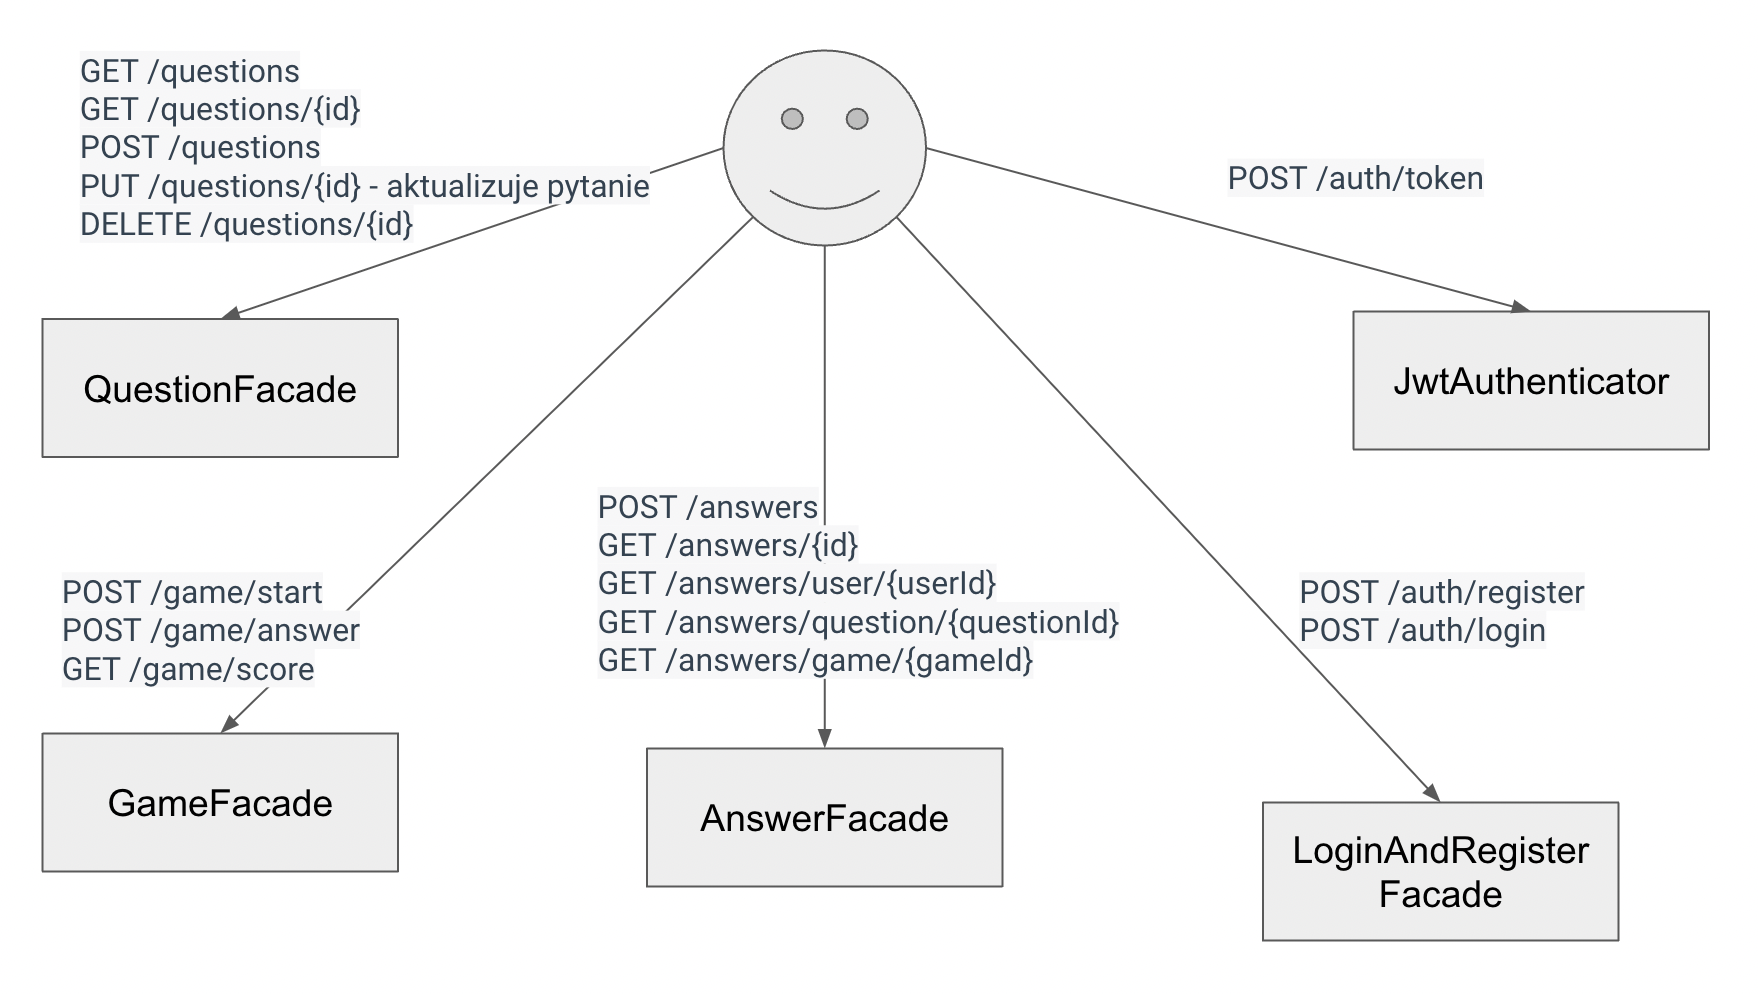 GET /questions
GET /questions/{id}
POST /questions
PUT /questions/{id} - aktualizuje pytanie
DELETE /questions/{id}
POST /auth/token
QuestionFacade
JwtAuthenticator
POST /game/start
POST /game/answer
GET /game/score
POST /answers
GET /answers/{id}
GET /answers/user/{userId}
GET /answers/question/{questionId}
GET /answers/game/{gameId}
POST /auth/register
POST /auth/login
GameFacade
AnswerFacade
LoginAndRegister
Facade